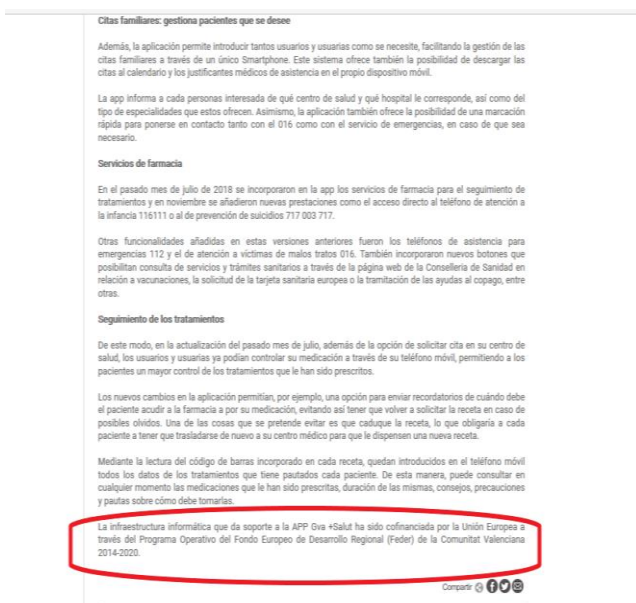 Citas familiares: gestiona pacientes que se desee
Además, la aplicación permite introducir tantos usuarios y usuarias como se necesite, facilitando la gestión de las
citas familiares a través de un único Smartphone. Este sistema ofrece también la posibilidad de descargar las
citas al calendario y los justificantes médicos de asistencia en el propio dispositivo móvil.
La app informa a cada personas interesada de qué centro de salud y qué hospital le corresponde, así como del
tipo de especialidades que estos ofrecen. Asimismo, la aplicación también ofrece la posibilidad de una marcación
rápida para ponerse en contacto tanto con el 016 como con el servicio de emergencias, en caso de que sea
necesario.
Servicios de farmacia
En el pasado mes de julio de 2018 se incorporaron en la app los servicios de farmacia para el seguimiento de
tratamientos y en noviembre se añadieron nuevas prestaciones como el acceso directo al teléfono de atención a
la infancia 116111 o al de prevención de suicidios 717 003 717.
Otras funcionalidades añadidas en estas versiones anteriores fueron los teléfonos de asistencia para
emergencias 112 y el de atención a víctimas de malos tratos 016. También incorporaron nuevos botones que
posibilitan consulta de servicios y trámites sanitarios a través de la página web de la Conselleria de Sanidad en
relación a vacunaciones, la solicitud de la tarjeta sanitaria europea o la tramitación de las ayudas al copago, entre
otras.
Seguimiento de los tratamientos
De este modo, en la actualización del pasado mes de julio, además de la opción de solicitar cita en su centro de
salud, los usuarios y usuarias ya podían controlar su medicación a través de su teléfono móvil, permitiendo a los
pacientes un mayor control de los tratamientos que le han sido prescritos.
Los nuevos cambios en la aplicación permitían, por ejemplo, una opción para enviar recordatorios de cuándo debe
el paciente acudir a la farmacia a por su medicación, evitando así tener que volver a solicitar la receta en caso de
posibles olvidos. Una de las cosas que se pretende evitar es que caduque la receta, lo que obligaría a cada
paciente a tener que trasladarse de nuevo a su centro médico para que le dispensen una nueva receta.
Mediante la lectura del código de barras incorporado en cada receta, quedan introducidos en el teléfono móvil
todos los datos de los tratamientos que tiene pautados cada paciente. De esta manera, puede consultar en
cualquier momento las medicaciones que le han sido prescritas, duración de las mismas, consejos, precauciones
y pautas sobre cómo debe tomarlas.
La infraestructura informática que da soporte a la APP Gva +Salut ha sido cofinanciada por la Unión Europea a
través del Programa Operativo del Fondo Europeo de Desarrollo Regional (Feder) de la Comunitat Valenciana
2014-2020.
Compartir